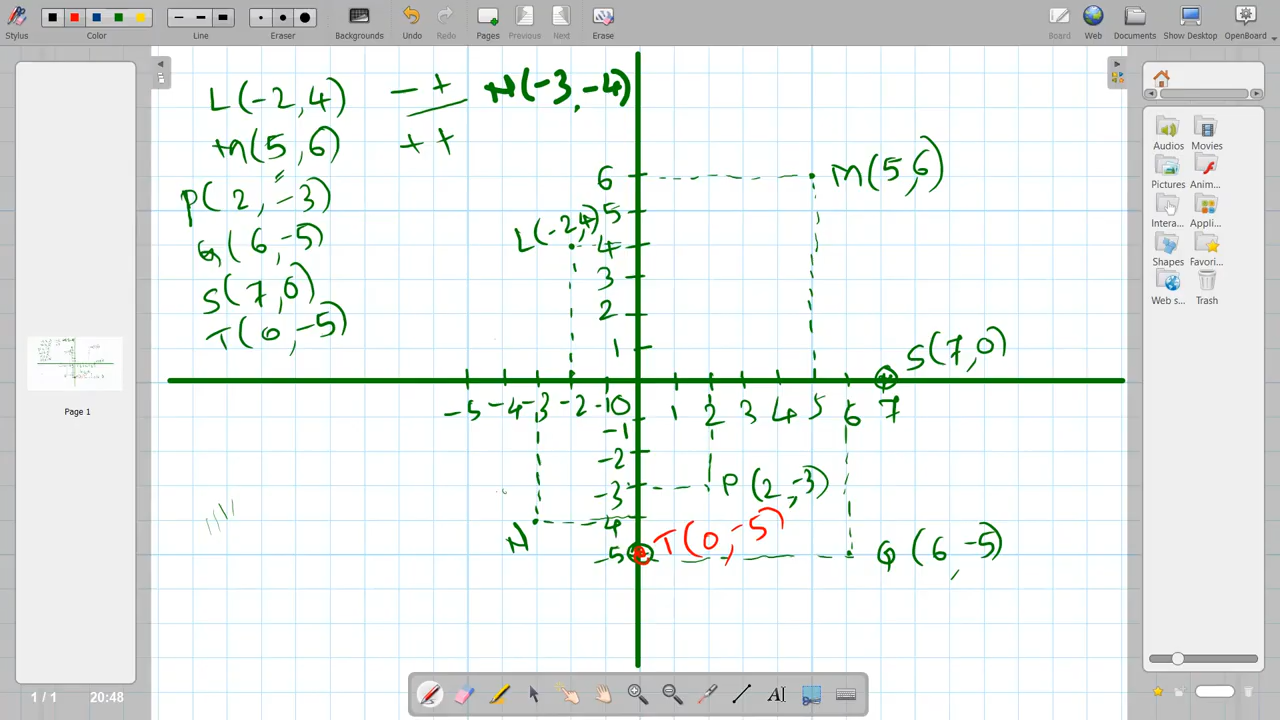 Stylus
Color
Line
Eraser
Backgrounds
Undo
Redo
Pages
Previous
Next
Erase
Board
Web
Documents
Show Desktop
OpenBoard
L(-2,4)
- +
N(-3,-4)
M(5,6)
+ +
P(2,-3)
Q(6,-5)
S(7,0)
T(0,-5)
6
M(5,6)
5
L(-2,4)
4
3
2
1
S(7,0)
-5 -4 -3 -2 -1 0 1 2 3 4 5 6 7
-1
-2
-3
P(2,-3)
-4
N
T(0,-5)
-5
Q(6,-5)
Page 1
1 / 1
20:48
Audios
Movies
Pictures
Anim...
Intera...
Appli...
Shapes
Favori...
Web s...
Trash